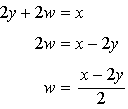 2y + 2w = x
2w = x − 2y
w = (x − 2y)/2